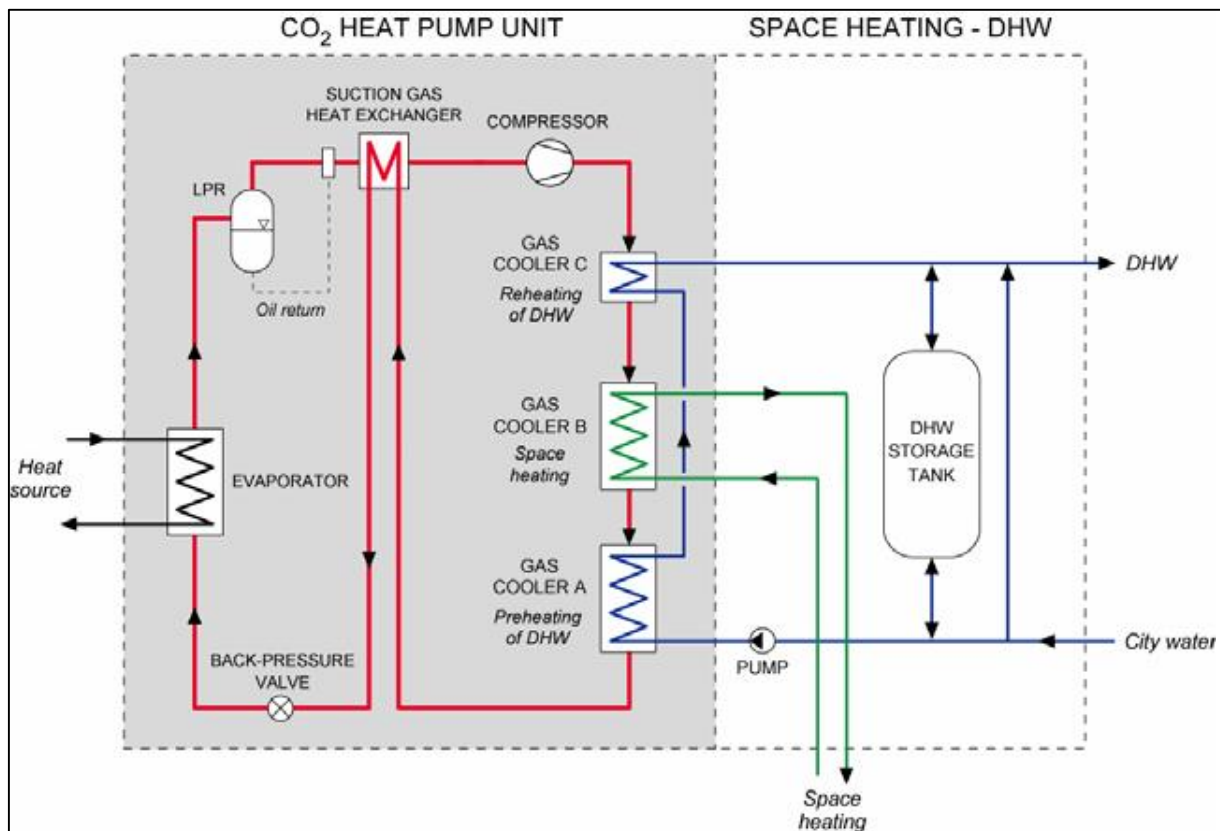 CO₂ HEAT PUMP UNIT
SPACE HEATING - DHW
SUCTION GAS
HEAT EXCHANGER
COMPRESSOR
LPR
Oil return
GAS
COOLER C
Reheating
of DHW
DHW
GAS
COOLER B
Space
heating
DHW
STORAGE
TANK
Heat
source
EVAPORATOR
GAS
COOLER A
Preheating
of DHW
BACK-PRESSURE
VALVE
PUMP
City water
Space
heating